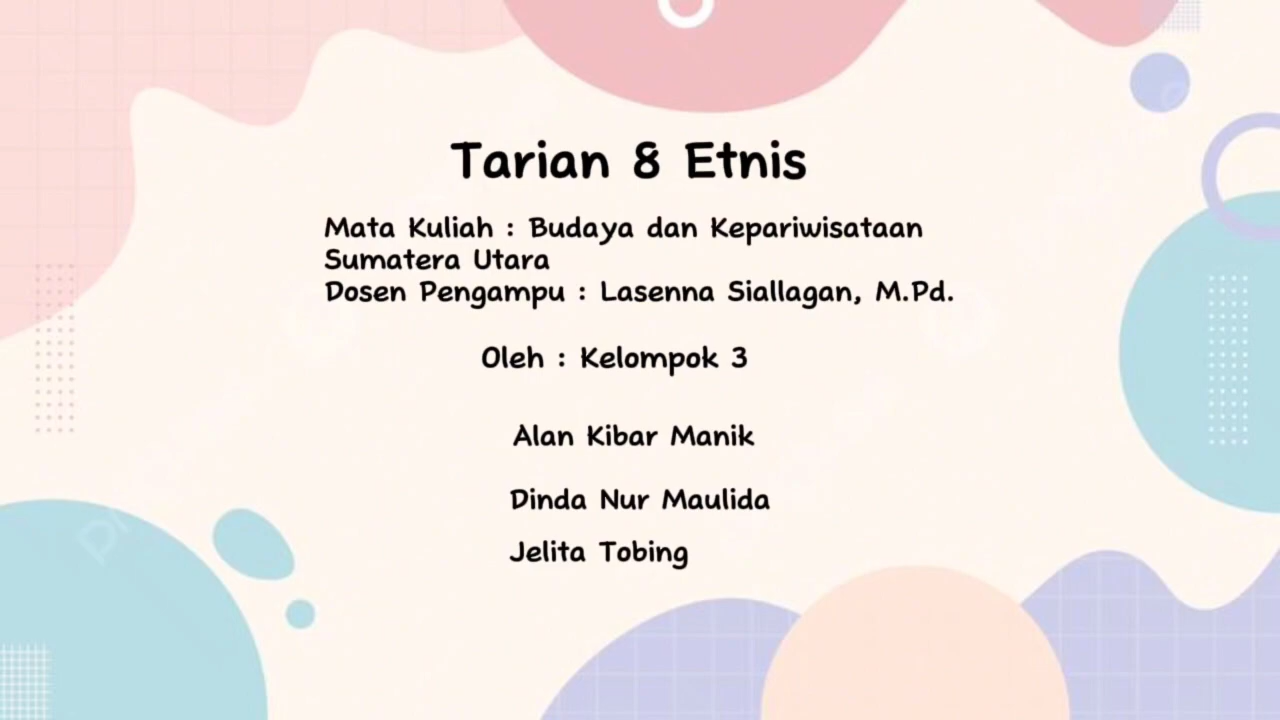 Tarian 8 Etnis
Mata Kuliah : Budaya dan Kepariwisataan
Sumatera Utara
Dosen Pengampu : Lasenna Siallagan, M.Pd.
Oleh : Kelompok 3
Alan Kibar Manik
Dinda Nur Maulida
Jelita Tobing